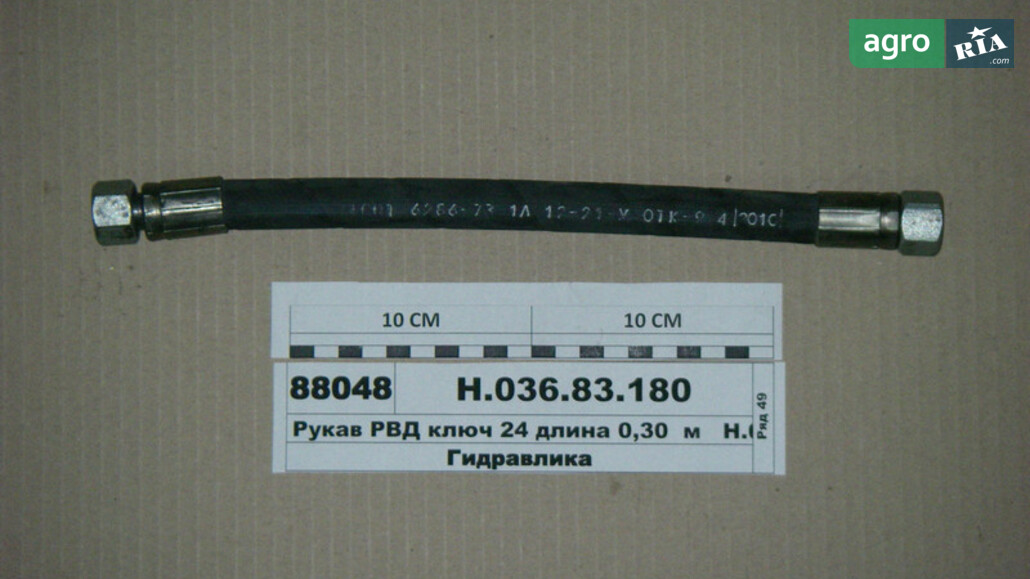 agro RIA .com
ГОСТ 6286-73 1Л 12-21-У ОТК-9 4
10 СМ 10 СМ
88048 Н.036.83.180
Рукав РВД ключ 24 длина 0,30 м
Ряд 49
Гидравлика